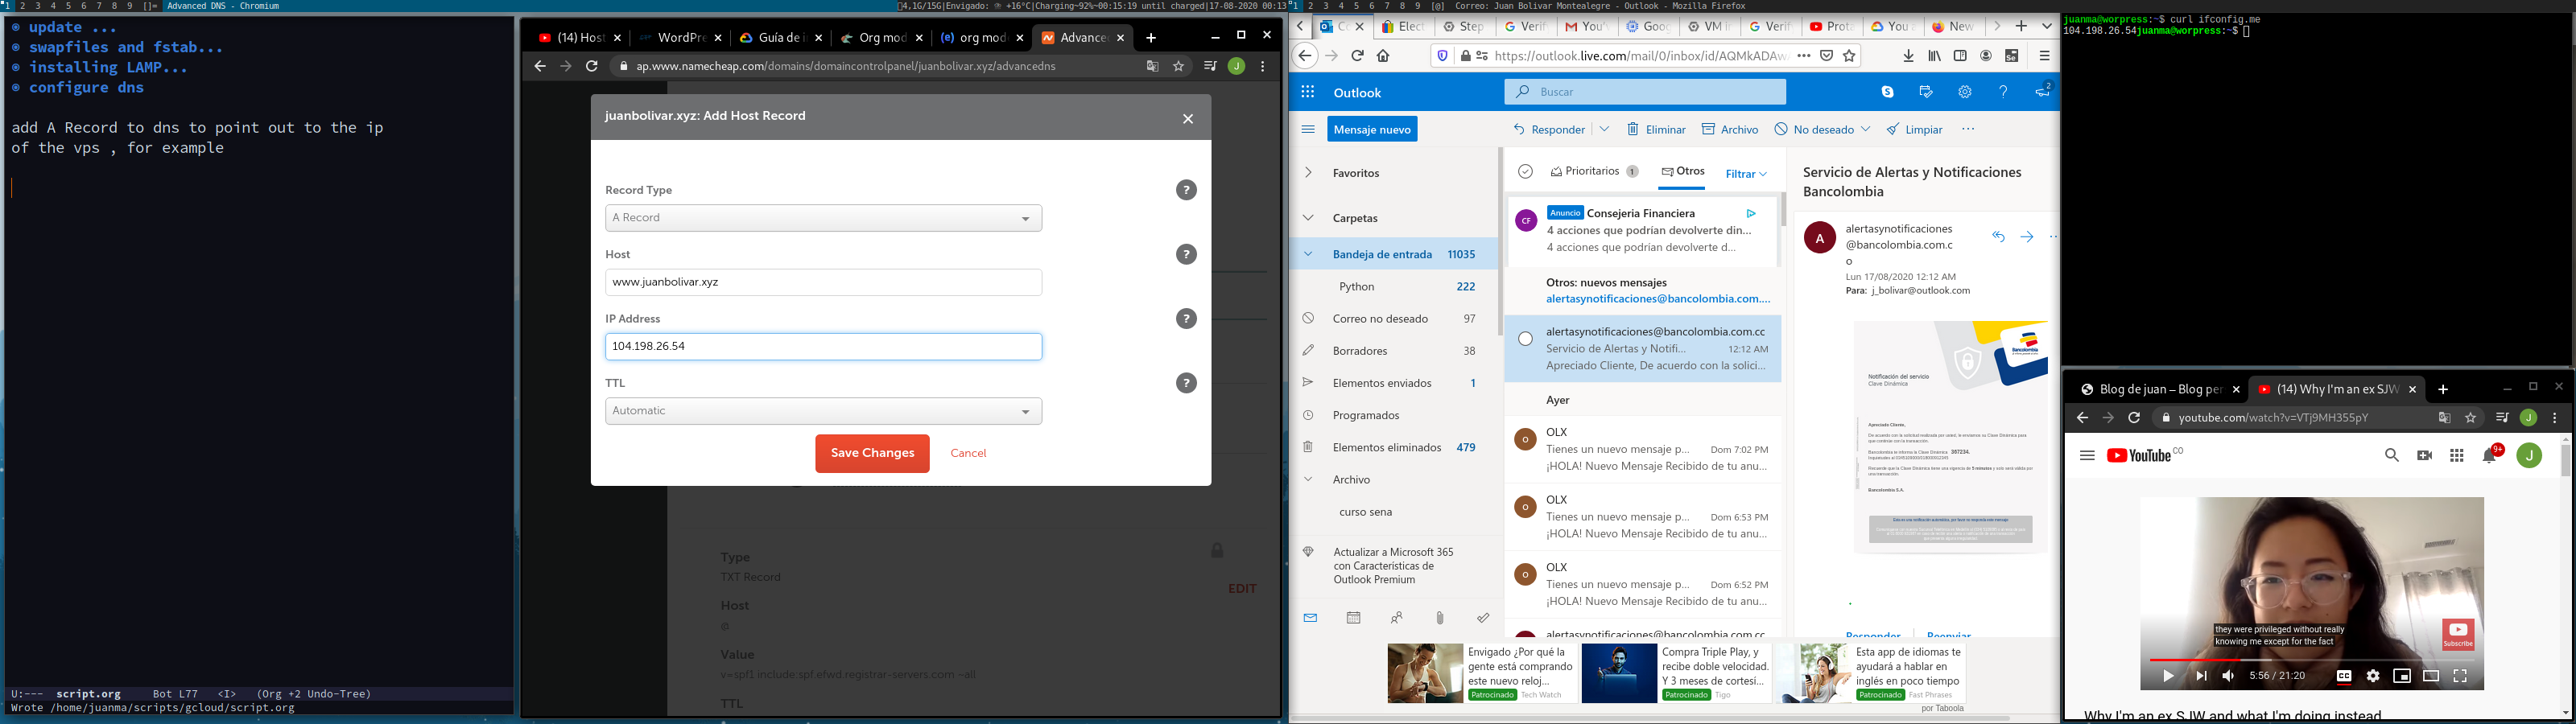 1 2 3 4 5 6 7 8 9 []= Advanced DNS - Chromium
4,1G/15G|Envigado: +16°C|Charging~92%~00:15:19 until charged|17-08-2020 00:13
1 2 3 4 5 6 7 8 9 [@] Correo: Juan Bolivar Montealegre - Outlook - Mozilla Firefox
update ...
swapfiles and fstab...
installing LAMP...
configure dns
add A Record to dns to point out to the ip
of the vps , for example
U:--- script.org Bot L77 <I> (Org +2 Undo-Tree)
Wrote /home/juanma/scripts/gcloud/script.org
(14) Host
WordPre
Guía de i
Org mod
org mod
Advance
ap.www.namecheap.com/domains/domaincontrolpanel/juanbolivar.xyz/advancedns
juanbolivar.xyz: Add Host Record
Record Type
A Record
Host
www.juanbolivar.xyz
IP Address
104.198.26.54
TTL
Automatic
Save Changes
Cancel
Type
TXT Record
EDIT
Host
@
Value
v=spf1 include:spf.efwd.registrar-servers.com ~all
TTL
Elect
Step
Verif
You'v
Goog
VM in
Verif
Prota
You a
New
https://outlook.live.com/mail/0/inbox/id/AQMkADAw
Outlook
Buscar
2
Mensaje nuevo
Responder
Eliminar
Archivo
No deseado
Limpiar
Favoritos
Carpetas
Bandeja de entrada 11035
Python 222
Correo no deseado 97
Borradores 38
Elementos enviados 1
Programados
Elementos eliminados 479
Archivo
curso sena
Actualizar a Microsoft 365
con Características de
Outlook Premium
Prioritarios 1
Otros
Filtrar
CF
Anuncio Consejería Financiera
4 acciones que podrían devolverte din...
4 acciones que podrían devolverte d...
Otros: nuevos mensajes
alertasynotificaciones@bancolombia.com....
alertasynotificaciones@bancolombia.com.cc
Servicio de Alertas y Notifi... 12:12 AM
Apreciado Cliente, De acuerdo con la solici...
Ayer
O
OLX
Tienes un nuevo mensaje p... Dom 7:02 PM
¡HOLA! Nuevo Mensaje Recibido de tu anu...
O
OLX
Tienes un nuevo mensaje p... Dom 6:53 PM
¡HOLA! Nuevo Mensaje Recibido de tu anu...
O
OLX
Tienes un nuevo mensaje p... Dom 6:52 PM
¡HOLA! Nuevo Mensaje Recibido de tu anu...
alertasynotificaciones@bancolombia.com.cc
Servicio de Alertas y Notificaciones
Bancolombia
A
alertasynotificaciones
@bancolombia.com.c
o
Lun 17/08/2020 12:12 AM
Para: j_bolivar@outlook.com
Bancolombia
Notificación del servicio
Clave Dinámica
Apreciado Cliente,
Bancolombia S.A.
Responder
Reenviar
Envigado ¿Por qué la
gente está comprando
este nuevo reloj...
Patrocinado Tech Watch
Compra Triple Play, y
recibe doble velocidad.
Y 3 meses de cortesí...
Patrocinado Tigo
Esta app de idiomas te
ayudará a hablar en
inglés en poco tiempo
Patrocinado Fast Phrases
por Taboola
juanma@worpress:~$ curl ifconfig.me
104.198.26.54juanma@worpress:~$
Blog de juan – Blog per
(14) Why I'm an ex SJW
youtube.com/watch?v=VTj9MH355pY
YouTube CO
9+
J
they were privileged without really
knowing me except for the fact
Subscribe
5:56 / 21:20
Why I'm an ex SJW and what I'm doing instead